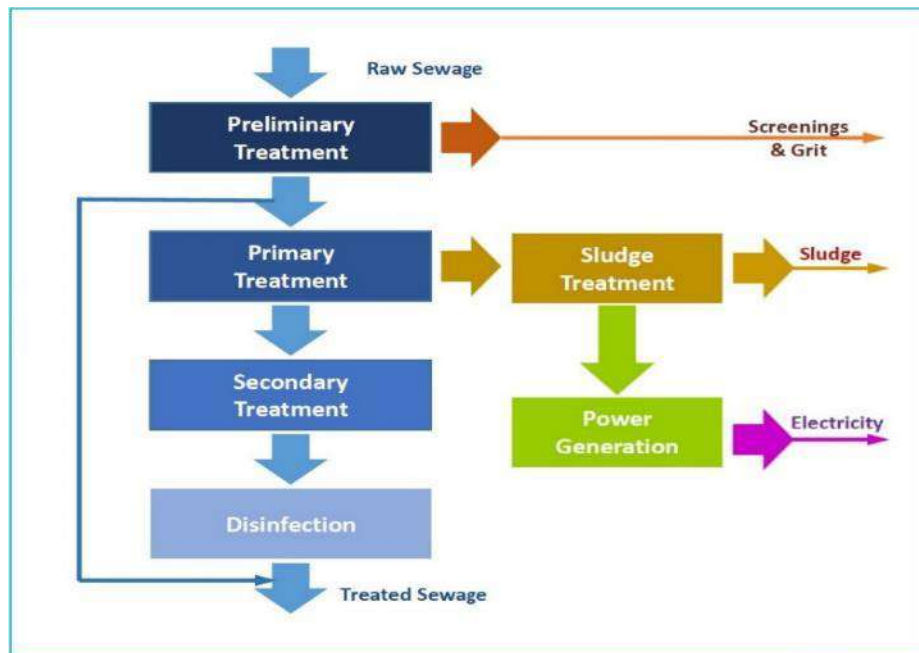 Raw Sewage
Preliminary
Treatment
Screenings
& Grit
Primary
Treatment
Sludge
Treatment
Sludge
Secondary
Treatment
Power
Generation
Electricity
Disinfection
Treated Sewage